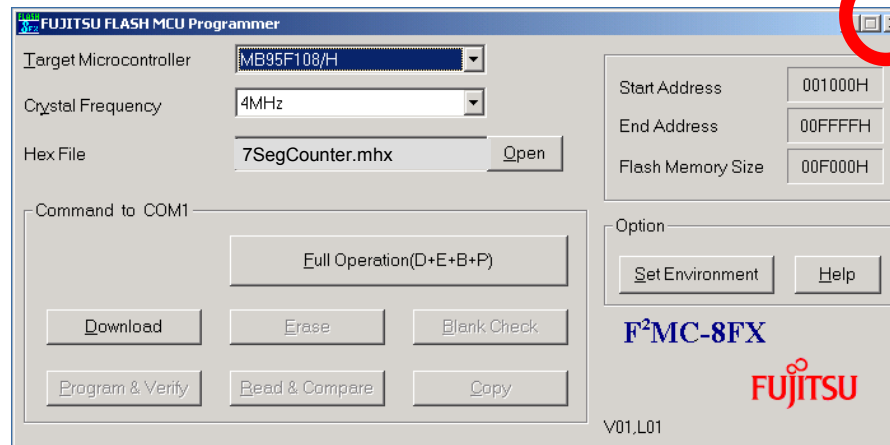 FUJITSU FLASH MCU Programmer
Target Microcontroller
MB95F108/H
Crystal Frequency
4MHz
Hex File
7SegCounter.mhx
Open
Start Address
001000H
End Address
00FFFFH
Flash Memory Size
00F000H
Command to COM1
Full Operation(D+E+B+P)
Download
Erase
Blank Check
Program & Verify
Read & Compare
Copy
Option
Set Environment
Help
F²MC-8FX
FUJITSU
V01,L01